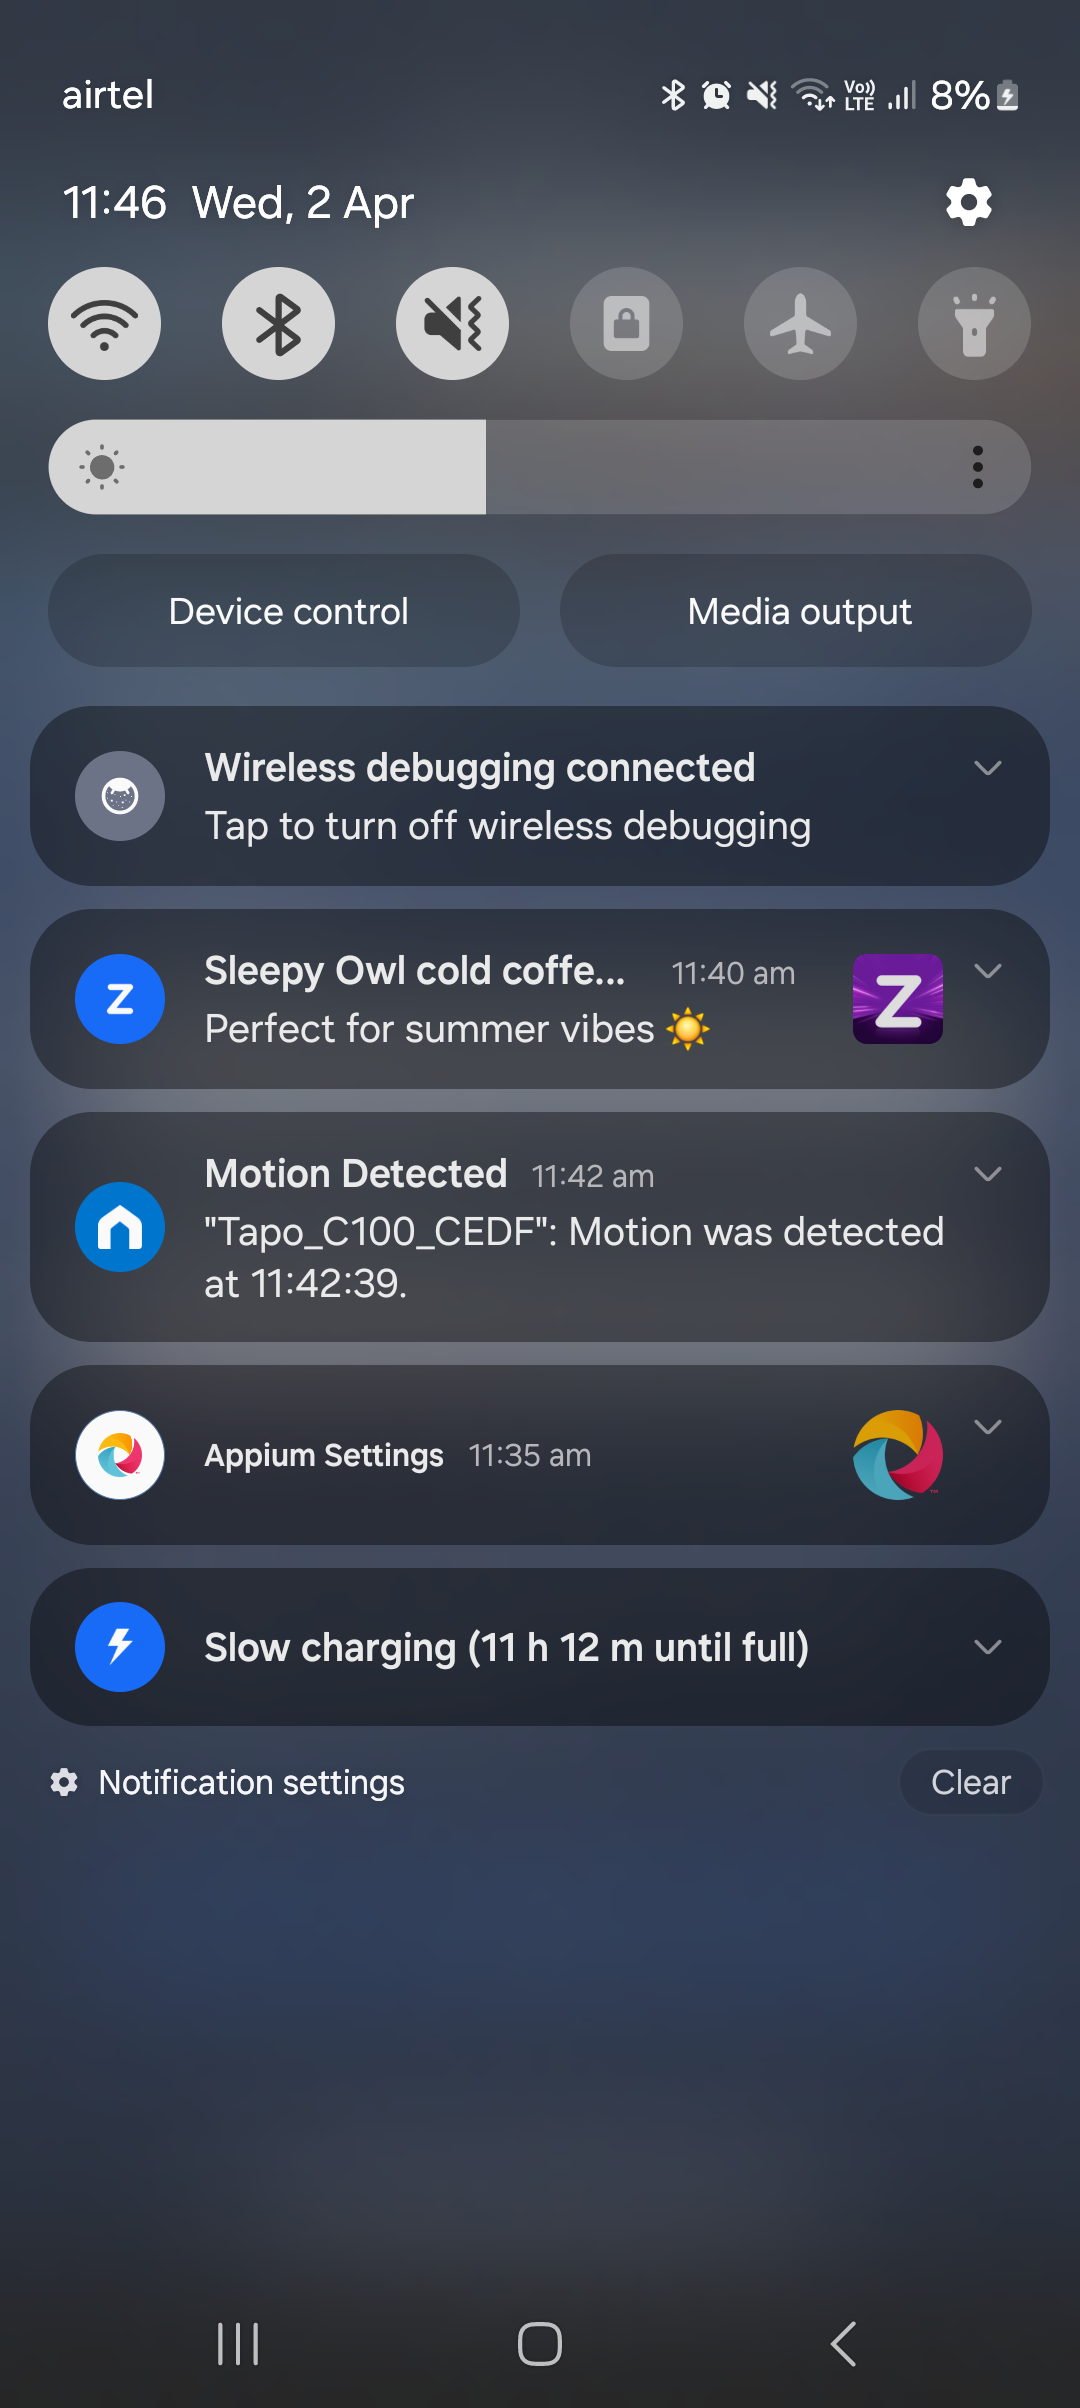 airtel
Vo)) LTE 8%
11:46 Wed, 2 Apr
Device control
Media output
Wireless debugging connected
Tap to turn off wireless debugging
Sleepy Owl cold coffe... 11:40 am
Perfect for summer vibes ☀️
Motion Detected 11:42 am
"Tapo_C100_CEDF": Motion was detected
at 11:42:39.
Appium Settings 11:35 am
Slow charging (11 h 12 m until full)
Notification settings
Clear